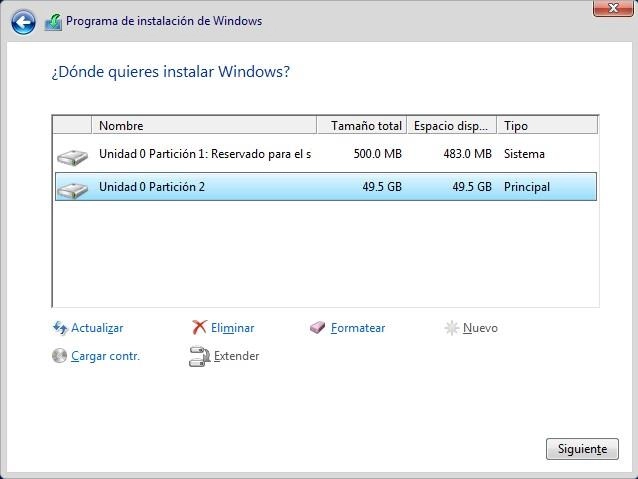 Programa de instalación de Windows
¿Dónde quieres instalar Windows?
Nombre Tamaño total Espacio disp... Tipo
Unidad 0 Partición 1: Reservado para el s 500.0 MB 483.0 MB Sistema
Unidad 0 Partición 2 49.5 GB 49.5 GB Principal
Actualizar Eliminar Formatear Nuevo
Cargar contr. Extender
Siguiente